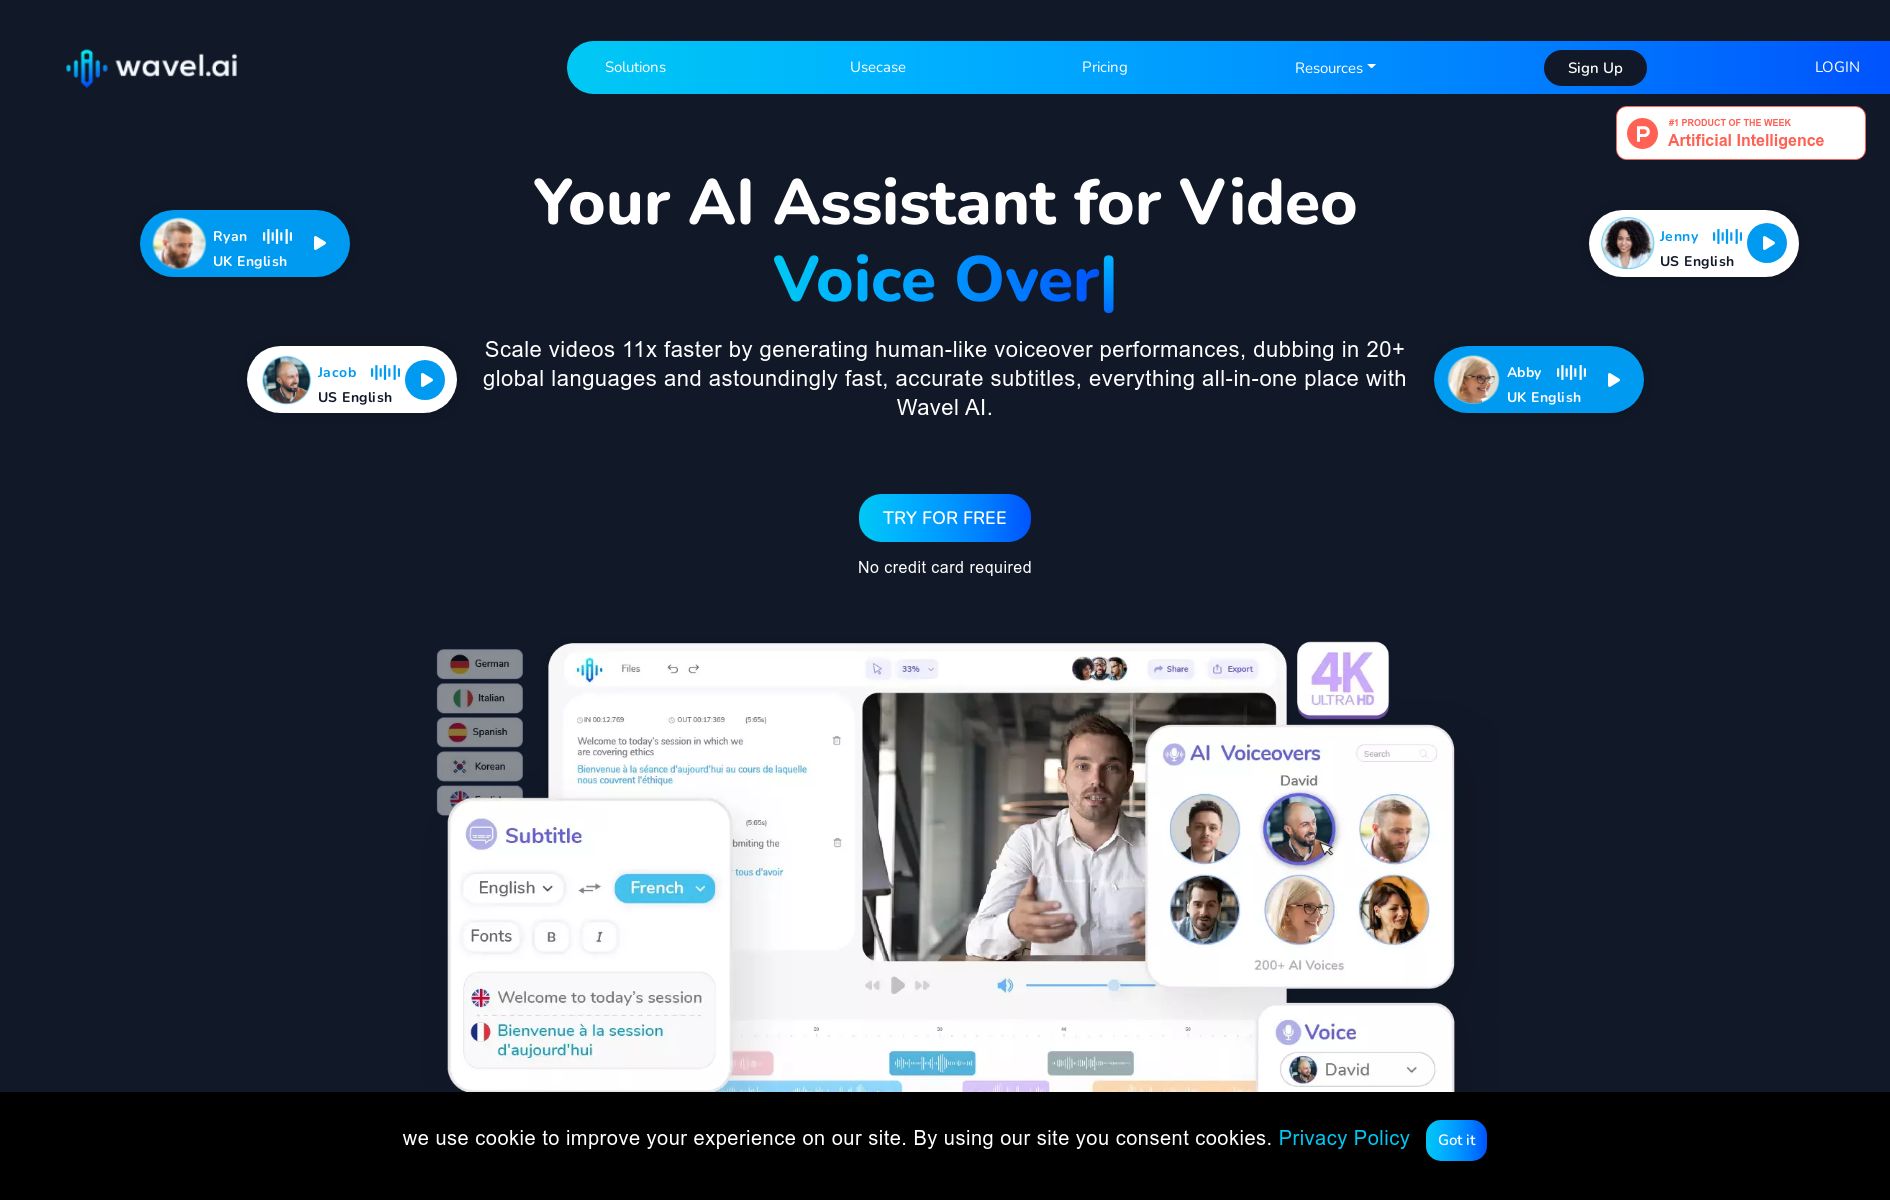 wavel.ai
Solutions
Usecase
Pricing
Resources
Sign Up
LOGIN
#1 PRODUCT OF THE WEEK
P
Artificial Intelligence
Your AI Assistant for Video
Voice Over|
Ryan
UK English
Jenny
US English
Jacob
US English
Abby
UK English
Scale videos 11x faster by generating human-like voiceover performances, dubbing in 20+
global languages and astoundingly fast, accurate subtitles, everything all-in-one place with
Wavel AI.
TRY FOR FREE
No credit card required
German
Italian
Spanish
Korean
Files
33%
Share
Export
4K
ULTRA HD
IN 00:12.769
OUT 00:17:369
(5:65s)
Welcome to today's session in which we
are covering ethics
Bienvenue à la séance d'aujourd'hui au cours de laquelle
nous couvrent l'éthique
(5:65s)
bmiting the
tous d'avoir
Subtitle
English
French
Fonts
B
I
Welcome to today's session
Bienvenue à la session
d'aujourd'hui
AI Voiceovers
Search
David
200+ AI Voices
Voice
David
we use cookie to improve your experience on our site. By using our site you consent cookies. Privacy Policy
Got it